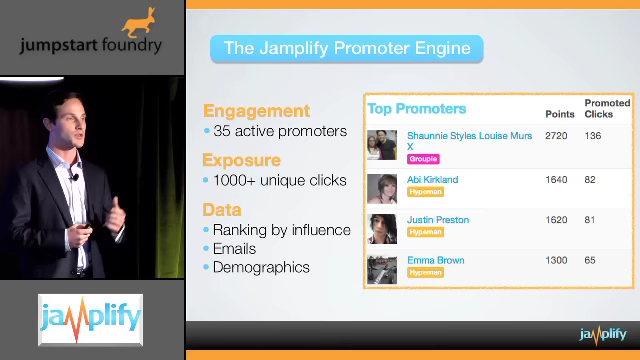 jumpstart foundry
The Jamplify Promoter Engine
Engagement
• 35 active promoters
Exposure
• 1000+ unique clicks
Data
• Ranking by influence
• Emails
• Demographics
Top Promoters
Points
Promoted
Clicks
Shaunnie Styles Louise Murs
X
Groupie
2720
136
Abi Kirkland
Hypeman
1640
82
Justin Preston
Hypeman
1620
81
Emma Brown
Hypeman
1300
65
jamplify
jamplify